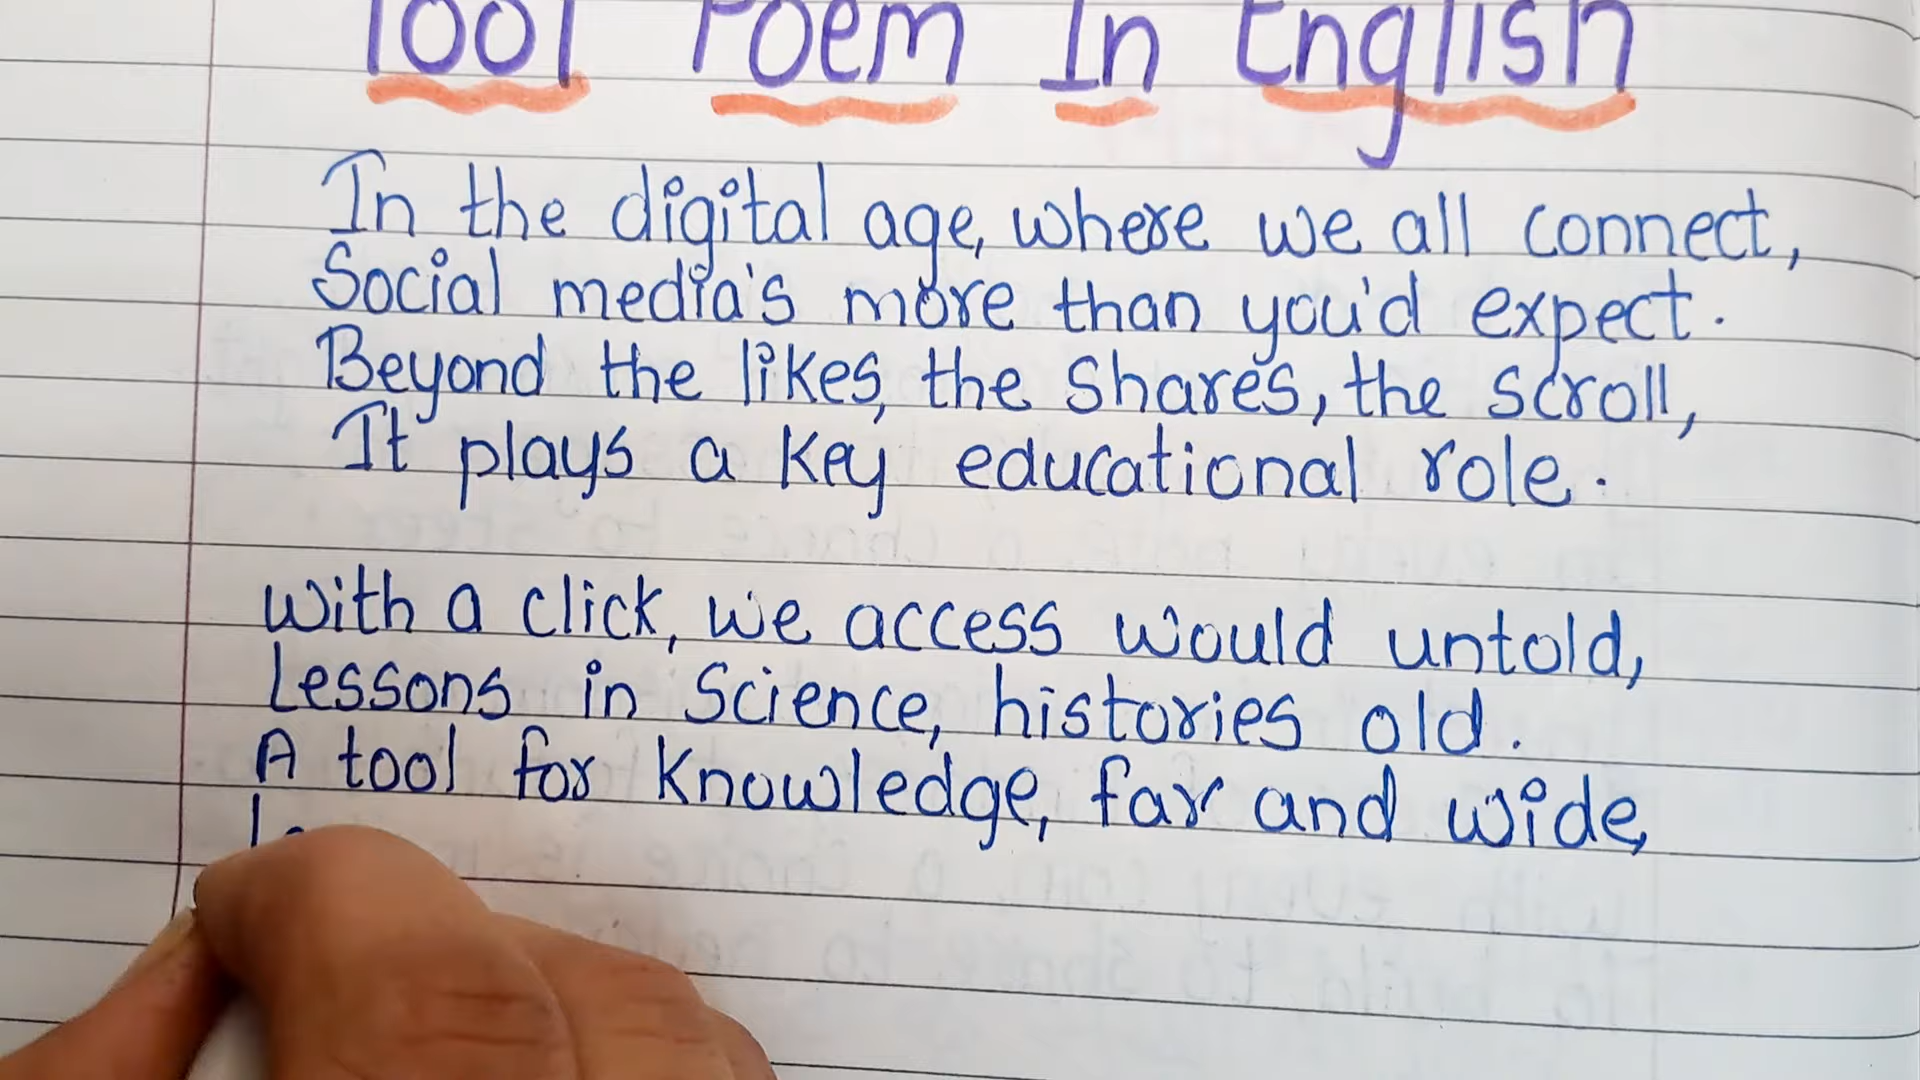 Tool Poem In English
In the digital age, where we all connect,
Social media's more than you'd expect.
Beyond the likes, the shares, the scroll,
It plays a key educational role.
with a click, we access would untold,
Lessons in Science, histories old.
A tool for knowledge, far and wide,